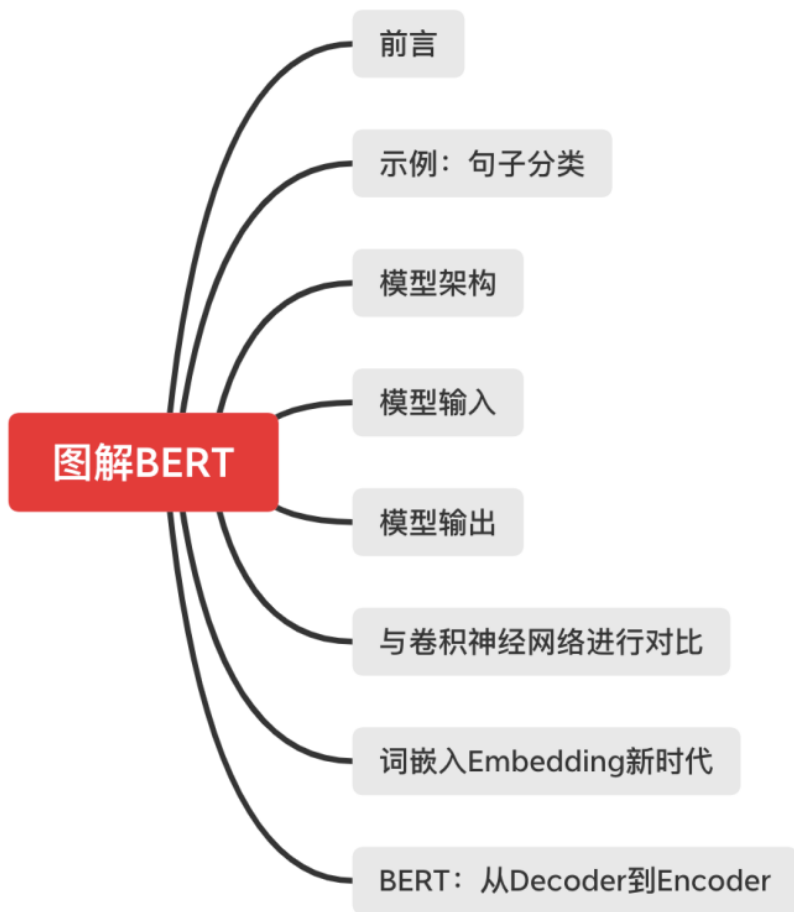 前言
示例：句子分类
模型架构
模型输入
图解BERT
模型输出
与卷积神经网络进行对比
词嵌入Embedding新时代
BERT：从Decoder到Encoder